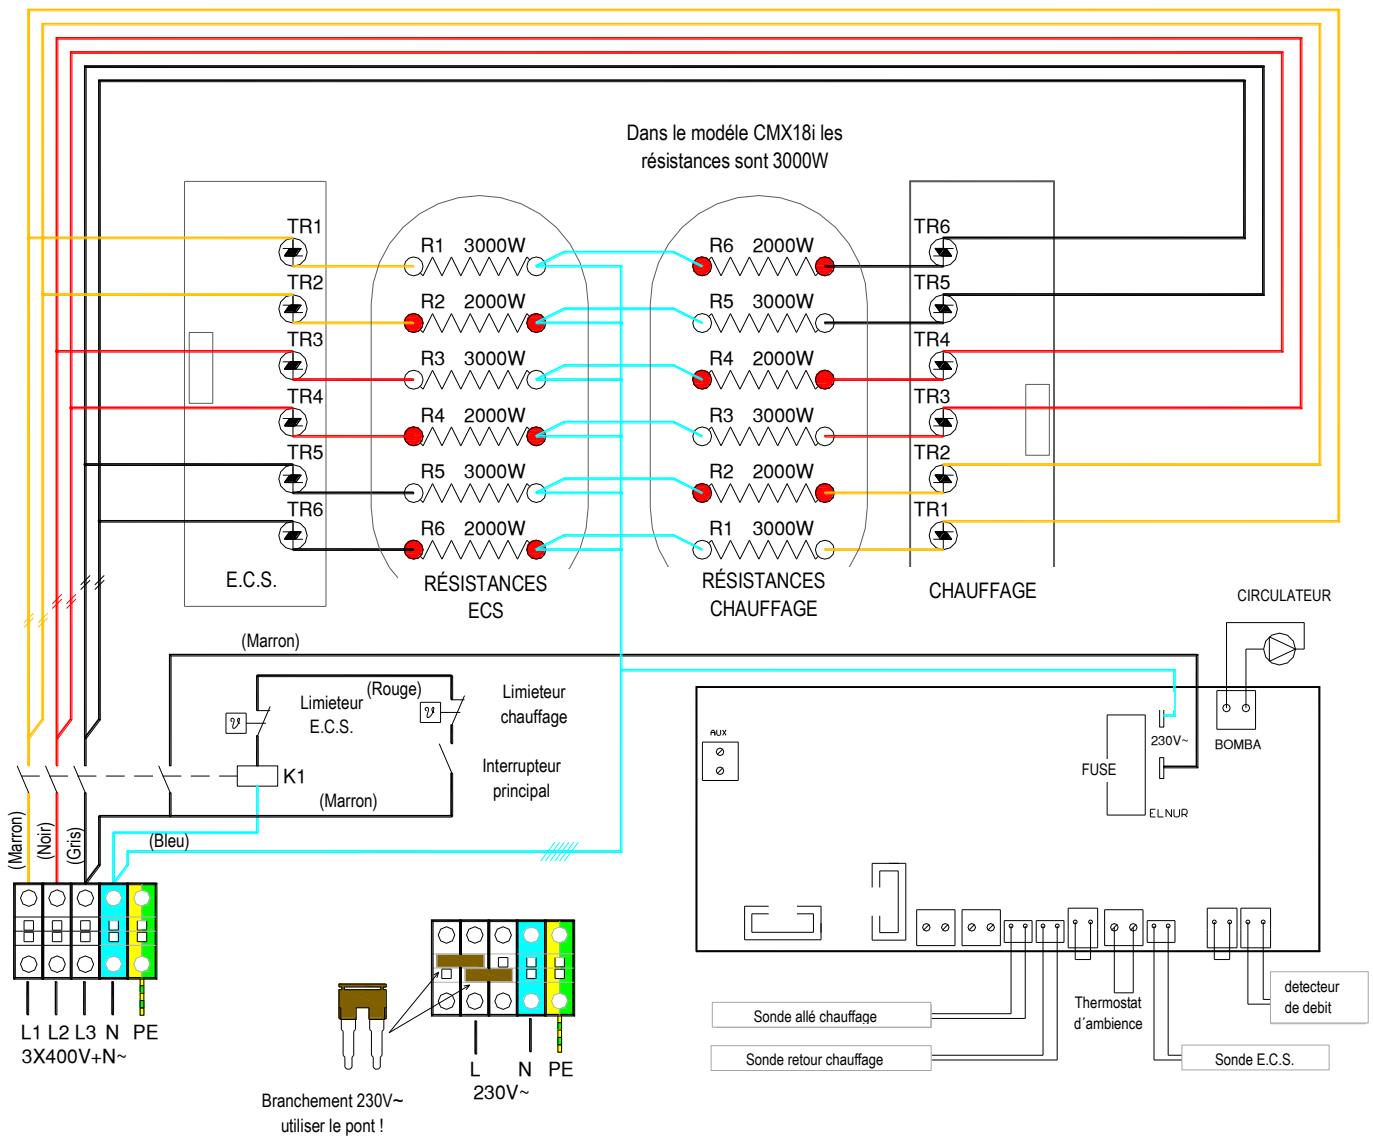 Dans le modéle CMX18i les
résistances sont 3000W
TR1
TR2
TR3
TR4
TR5
TR6
E.C.S.
R1 3000W
R2 2000W
R3 3000W
R4 2000W
R5 3000W
R6 2000W
RÉSISTANCES
ECS
R6 2000W
R5 3000W
R4 2000W
R3 3000W
R2 2000W
R1 3000W
RÉSISTANCES
CHAUFFAGE
TR6
TR5
TR4
TR3
TR2
TR1
CHAUFFAGE
CIRCULATEUR
(Marron)
(Rouge)
Limieteur
E.C.S.
Limieteur
chauffage
ϑ
ϑ
K1
Interrupteur
principal
(Marron)
(Marron)
(Noir)
(Gris)
(Bleu)
AUX
FUSE
230V~
BOMBA
ELNUR
L1 L2 L3 N PE
3X400V+N~
L N PE
230V~
Branchement 230V~
utiliser le pont !
Sonde allé chauffage
Sonde retour chauffage
Thermostat
d´ambience
Sonde E.C.S.
detecteur
de debit